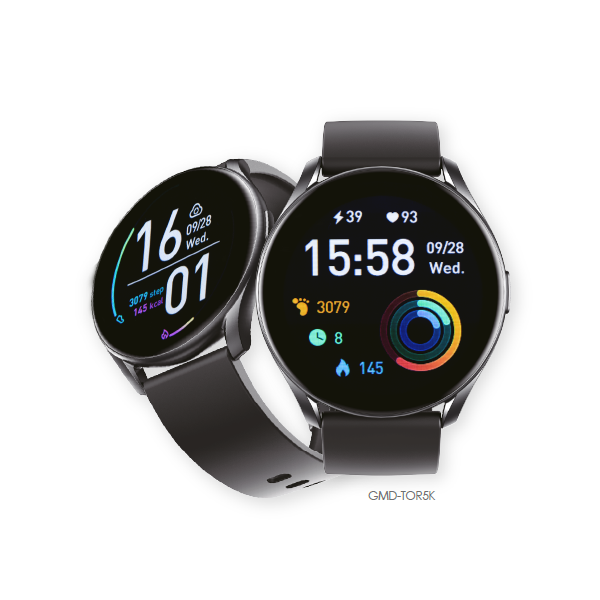 16
09/28
Wed.
01
3079 step
145 kcal
39 93
15:58
09/28
Wed.
3079
8
145
GMD-TOR5K